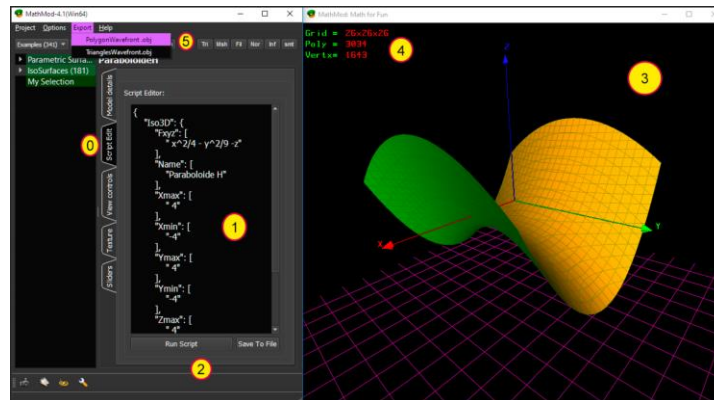 MathMod-4.1(Win64)
Project Options Export Help
PolygonWavefront .obj
TrianglesWavefront.obj
Examples (341)
Tri Msh Fil Nor Inf smt
5
Parametric Surfa...
IsoSurfaces (181)
My Selection
Paraboloiden
Model details
Script Edit
View controls
Texture
Sliders
0
Script Editor:
{
"Iso3D": {
"Fxyz": [
" x^2/4 - y^2/9 -z"
],
"Name": [
"Paraboloide H"
],
"Xmax": [
" 4"
],
"Xmin": [
"-4"
],
"Ymax": [
" 4"
],
"Ymin": [
"-4"
],
"Zmax": [
" 4"
1
Run Script Save To File
2
MathMod: Math for Fun
Grid = 26x26x26
Poly = 3034
Vertx= 1643
4
3
Z
X
Y